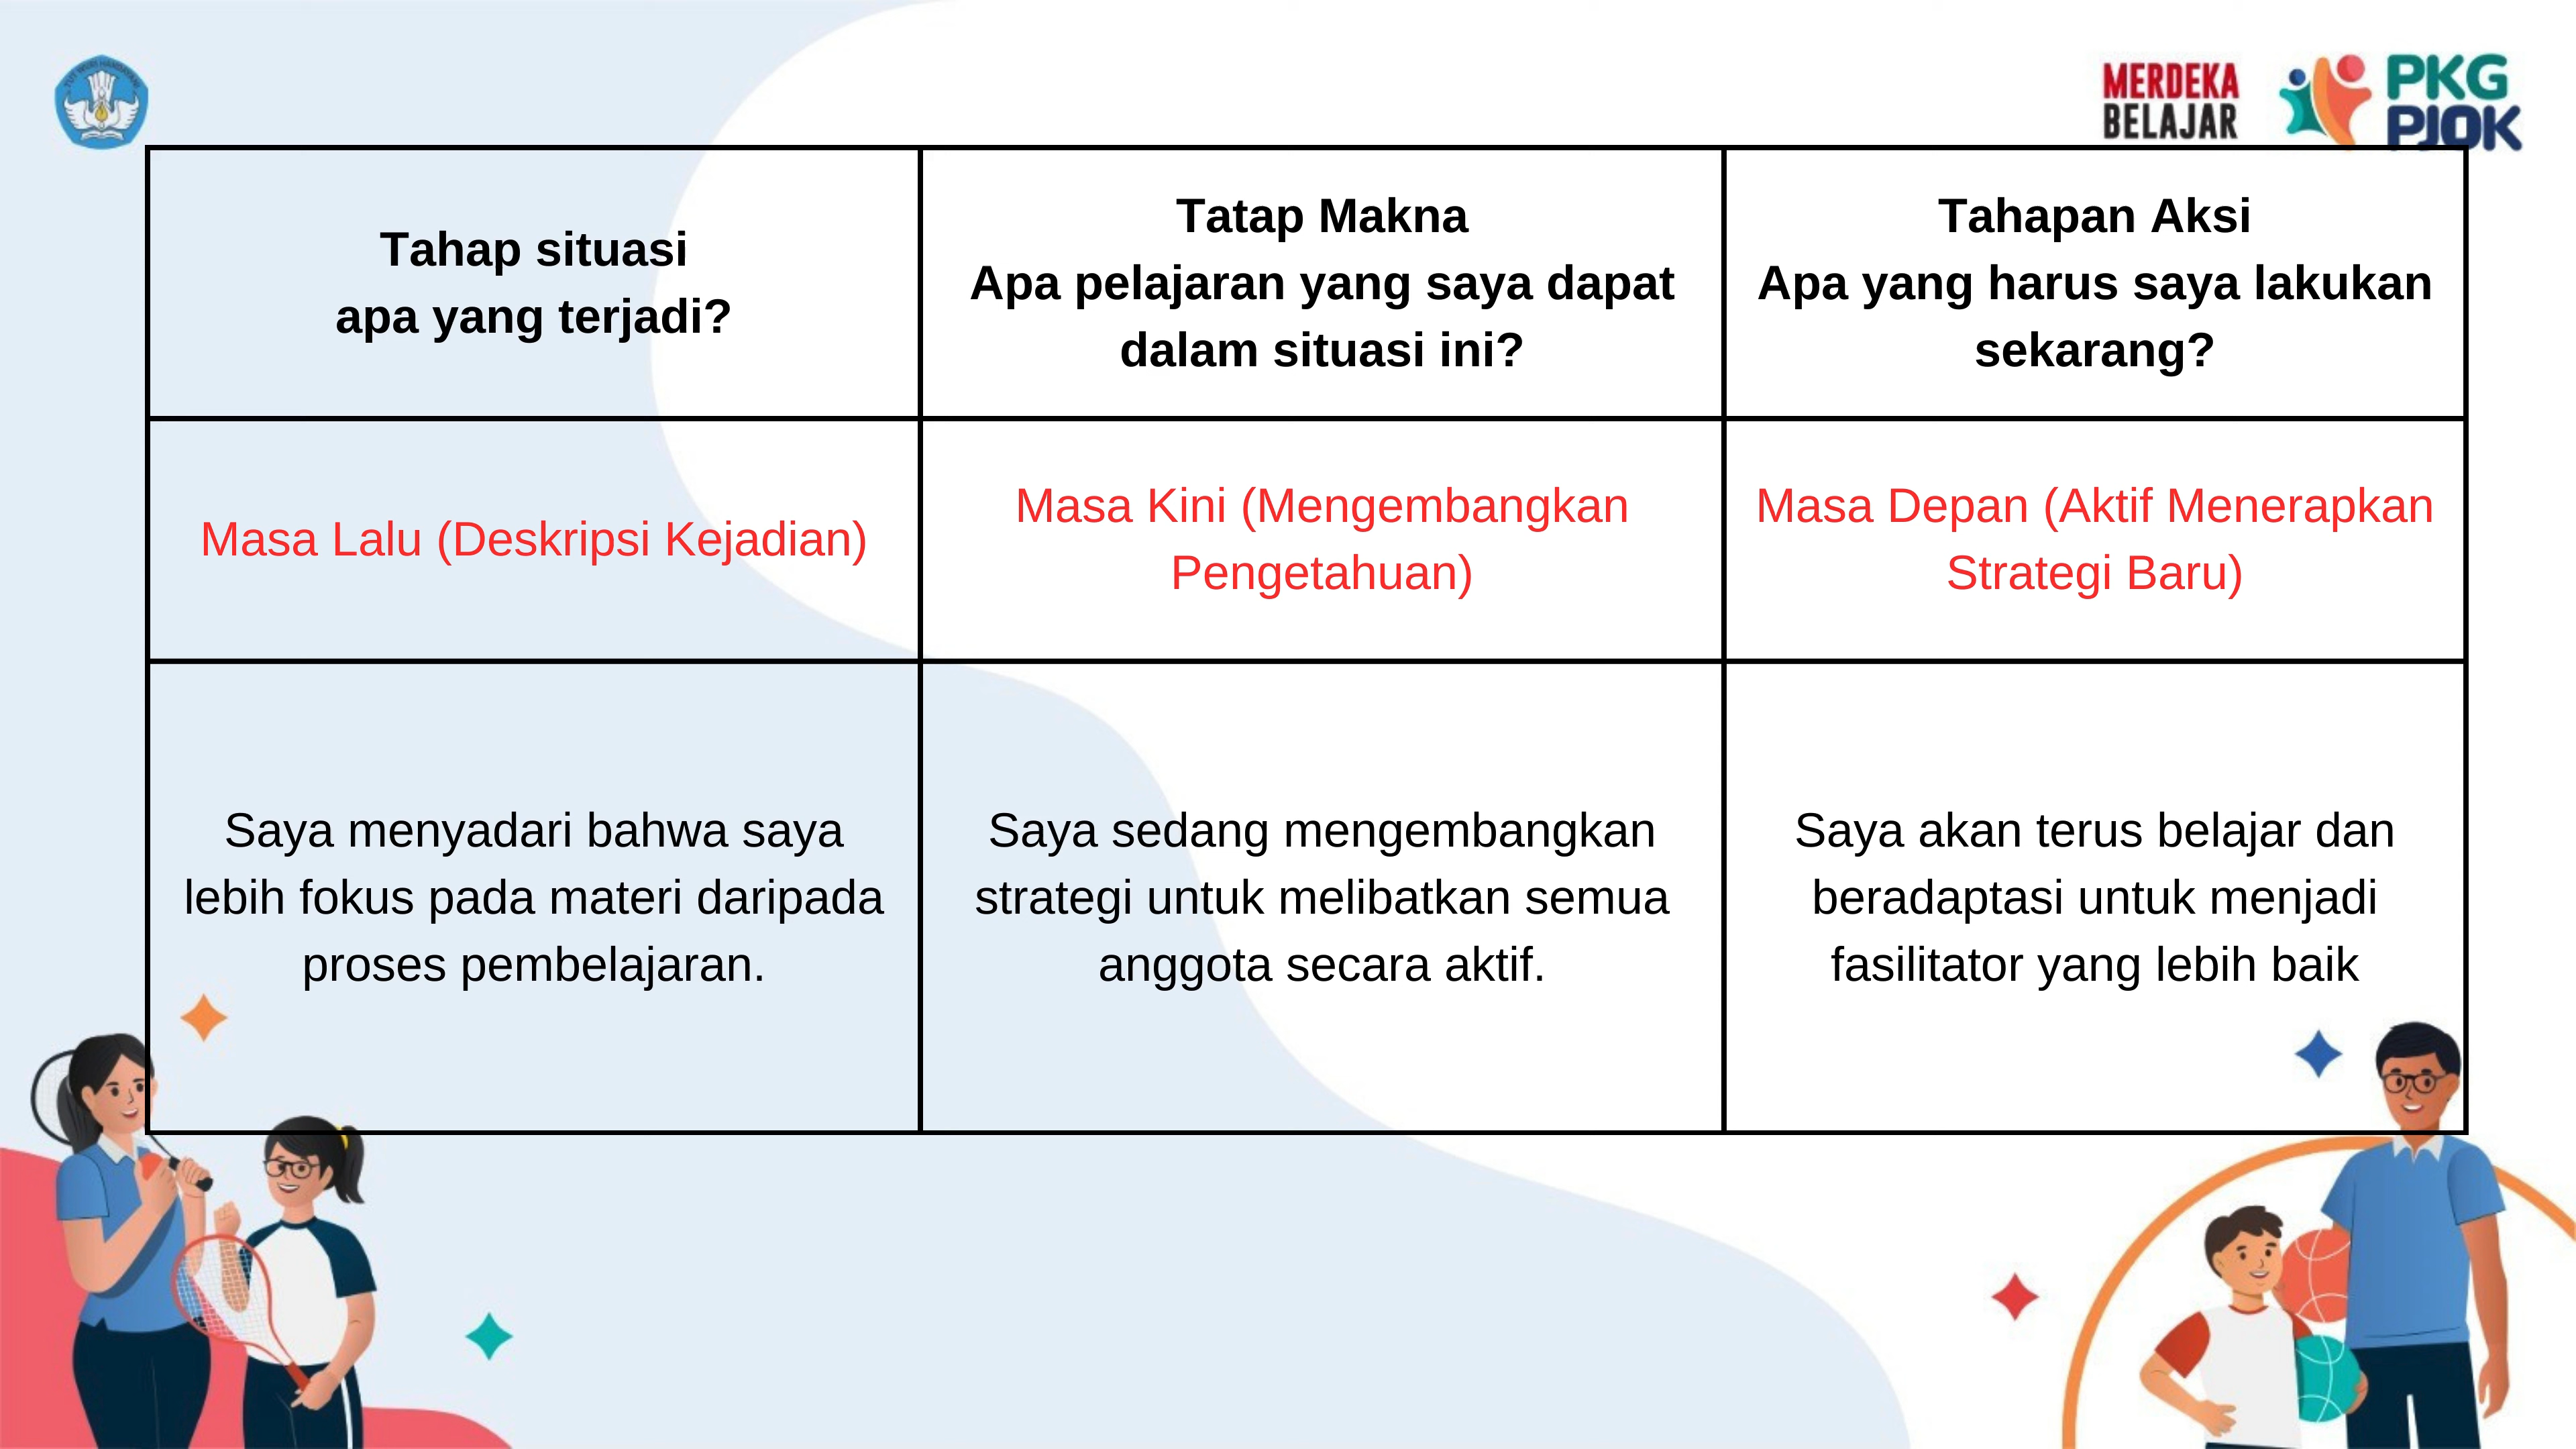 TUT WURI HANDAYANI
MERDEKA
BELAJAR
PKG
PJOK
Tahap situasi
apa yang terjadi?
Tatap Makna
Apa pelajaran yang saya dapat
dalam situasi ini?
Tahapan Aksi
Apa yang harus saya lakukan
sekarang?
Masa Lalu (Deskripsi Kejadian)
Masa Kini (Mengembangkan
Pengetahuan)
Masa Depan (Aktif Menerapkan
Strategi Baru)
Saya menyadari bahwa saya
lebih fokus pada materi daripada
proses pembelajaran.
Saya sedang mengembangkan
strategi untuk melibatkan semua
anggota secara aktif.
Saya akan terus belajar dan
beradaptasi untuk menjadi
fasilitator yang lebih baik